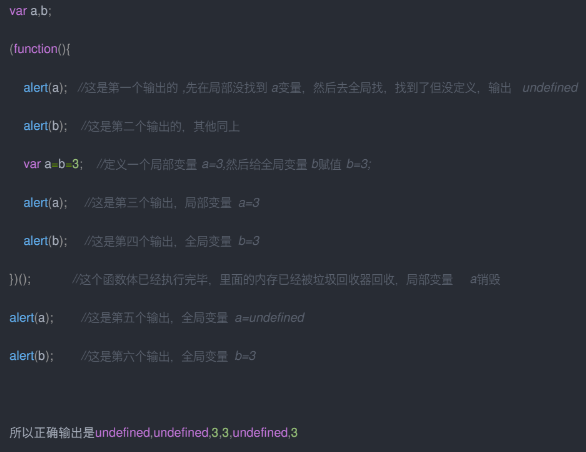 var a,b;
(function(){
alert(a); //这是第一个输出的 ,先在局部没找到 a变量，然后去全局找，找到了但没定义，输出 undefined
alert(b); //这是第二个输出的，其他同上
var a=b=3; //定义一个局部变量 a=3,然后给全局变量 b赋值 b=3;
alert(a); //这是第三个输出，局部变量 a=3
alert(b); //这是第四个输出，全局变量 b=3
})(); //这个函数体已经执行完毕，里面的内存已经被垃圾回收器回收，局部变量 a销毁
alert(a); //这是第五个输出，全局变量 a=undefined
alert(b); //这是第六个输出，全局变量 b=3
所以正确输出是undefined,undefined,3,3,undefined,3